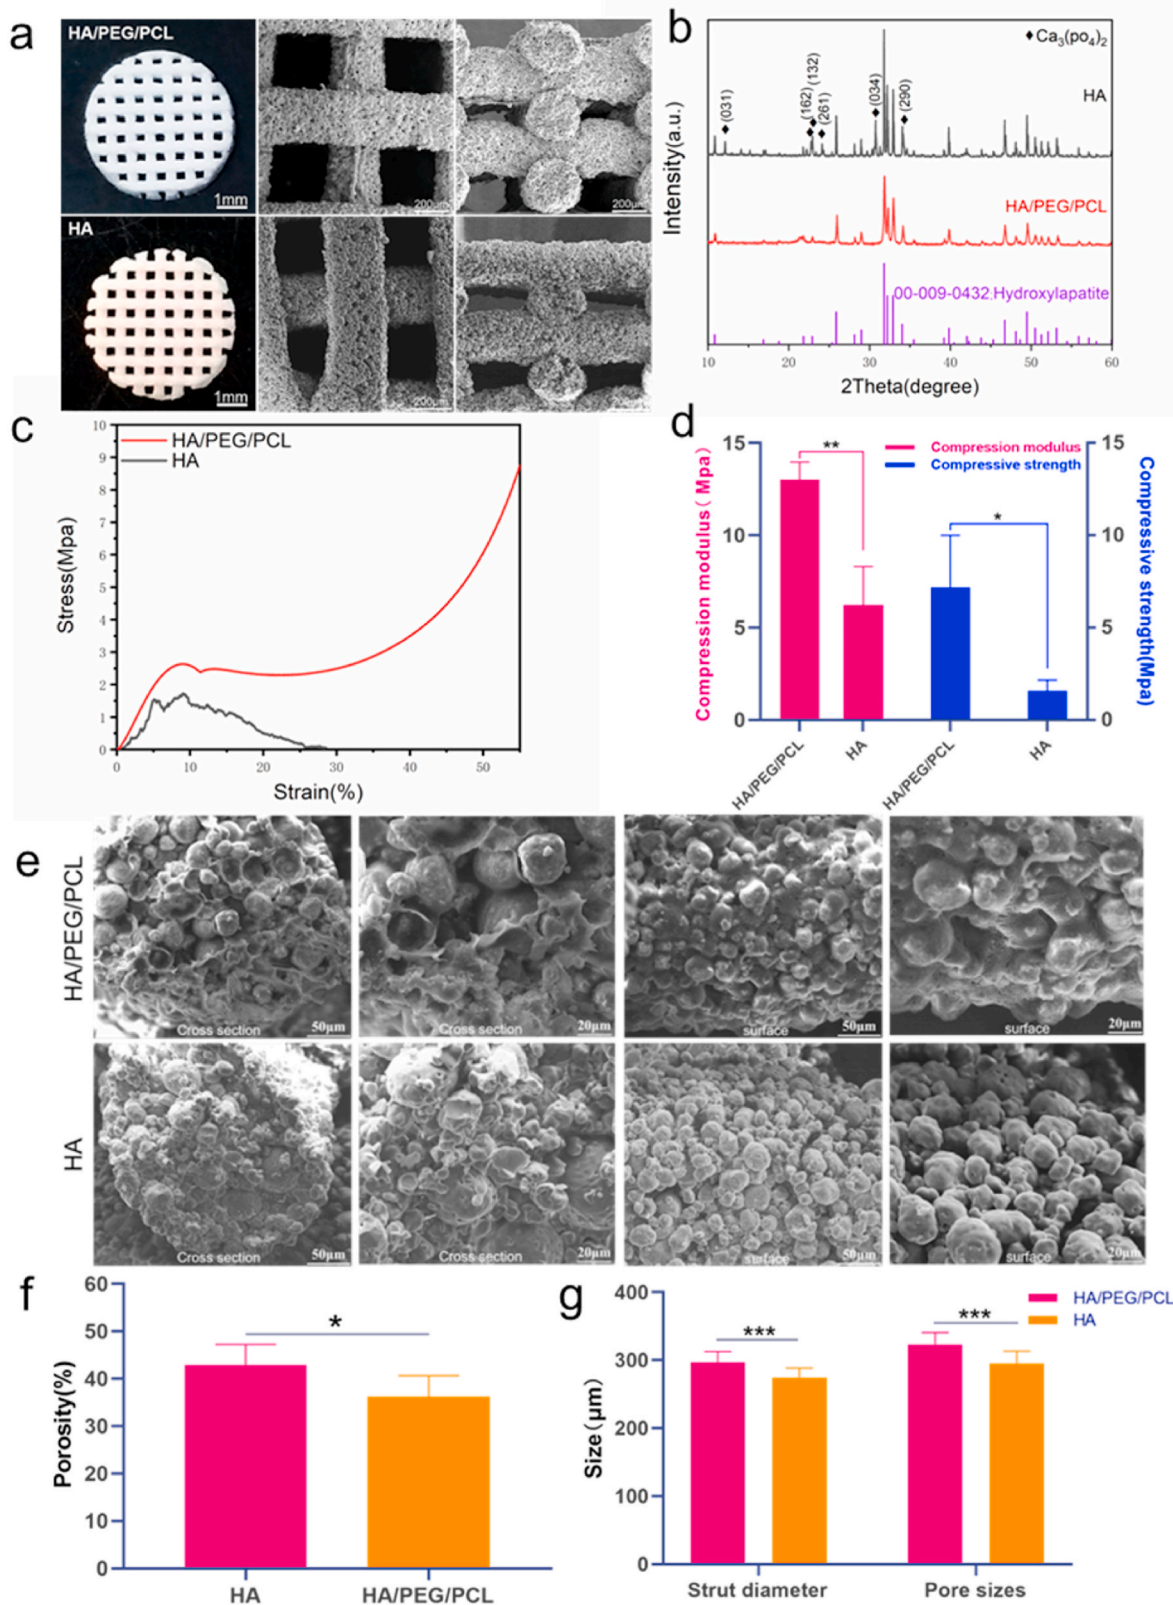 a
HA/PEG/PCL
1mm
200μm
200μm
HA
1mm
200μm
200μm
b
◆Ca₃(po₄)₂
HA
(031)
(162)
(132)
(261)
(034)
(290)
HA/PEG/PCL
00-009-0432;Hydroxylapatite
Intensity(a.u.)
10 20 30 40 50 60
2Theta(degree)
c
HA/PEG/PCL
HA
Stress(Mpa)
10
9
8
7
6
5
4
3
2
1
0
0 10 20 30 40 50
Strain(%)
d
Compression modulus
Compressive strength
Compression modulus（Mpa）
15
10
5
0
**
*
15
10
5
0
Compressive strength(Mpa)
HA/PEG/PCL
HA
HA/PEG/PCL
HA
e
HA/PEG/PCL
Cross section 50μm
Cross section 20μm
surface 50μm
surface 20μm
HA
Cross section 50μm
Cross section 20μm
surface 50μm
surface 20μm
f
Porosity(%)
60
50
40
30
20
10
0
*
HA HA/PEG/PCL
g
HA/PEG/PCL
HA
Size（μm）
400
300
200
100
0
***
***
Strut diameter Pore sizes